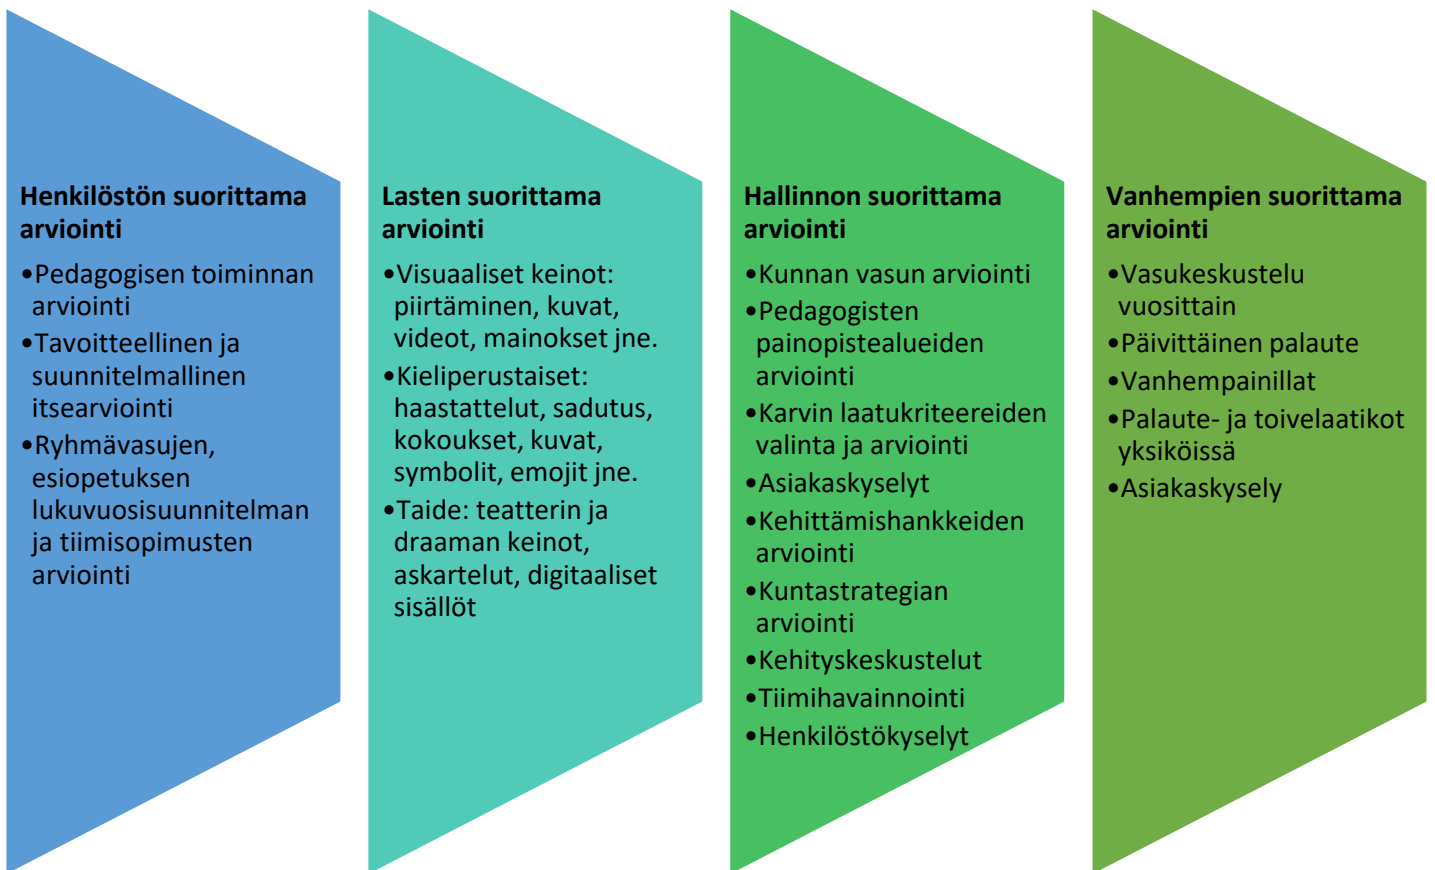 Henkilöstön suorittama
arviointi
•Pedagogisen toiminnan
arviointi
•Tavoitteellinen ja
suunnitelmallinen
itsearviointi
•Ryhmävasujen,
esiopetuksen
lukuvuosisuunnitelman
ja tiimisopimusten
arviointi
Lasten suorittama
arviointi
•Visuaaliset keinot:
piirtäminen, kuvat,
videot, mainokset jne.
•Kieliperustaiset:
haastattelut, sadutus,
kokoukset, kuvat,
symbolit, emojit jne.
•Taide: teatterin ja
draaman keinot,
askartelut, digitaaliset
sisällöt
Hallinnon suorittama
arviointi
•Kunnan vasun arviointi
•Pedagogisten
painopistealueiden
arviointi
•Karvin laatukriteereiden
valinta ja arviointi
•Asiakaskyselyt
•Kehittämishankkeiden
arviointi
•Kuntastrategian
arviointi
•Kehityskeskustelut
•Tiimihavainnointi
•Henkilöstökyselyt
Vanhempien suorittama
arviointi
•Vasukeskustelu
vuosittain
•Päivittäinen palaute
•Vanhempainillat
•Palaute- ja toivelaatikot
yksiköissä
•Asiakaskysely